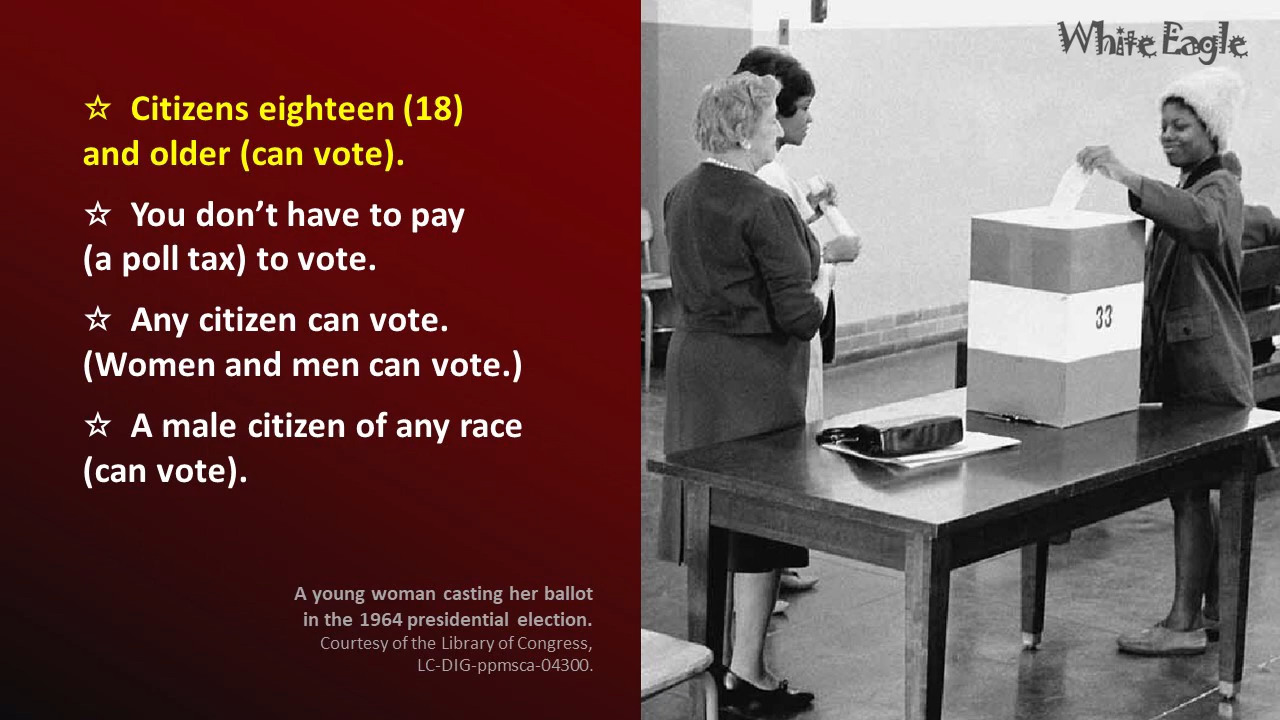 ☆ Citizens eighteen (18)
and older (can vote).
☆ You don’t have to pay
(a poll tax) to vote.
☆ Any citizen can vote.
(Women and men can vote.)
☆ A male citizen of any race
(can vote).
A young woman casting her ballot
in the 1964 presidential election.
Courtesy of the Library of Congress,
LC-DIG-ppmsca-04300.
White Eagle
33